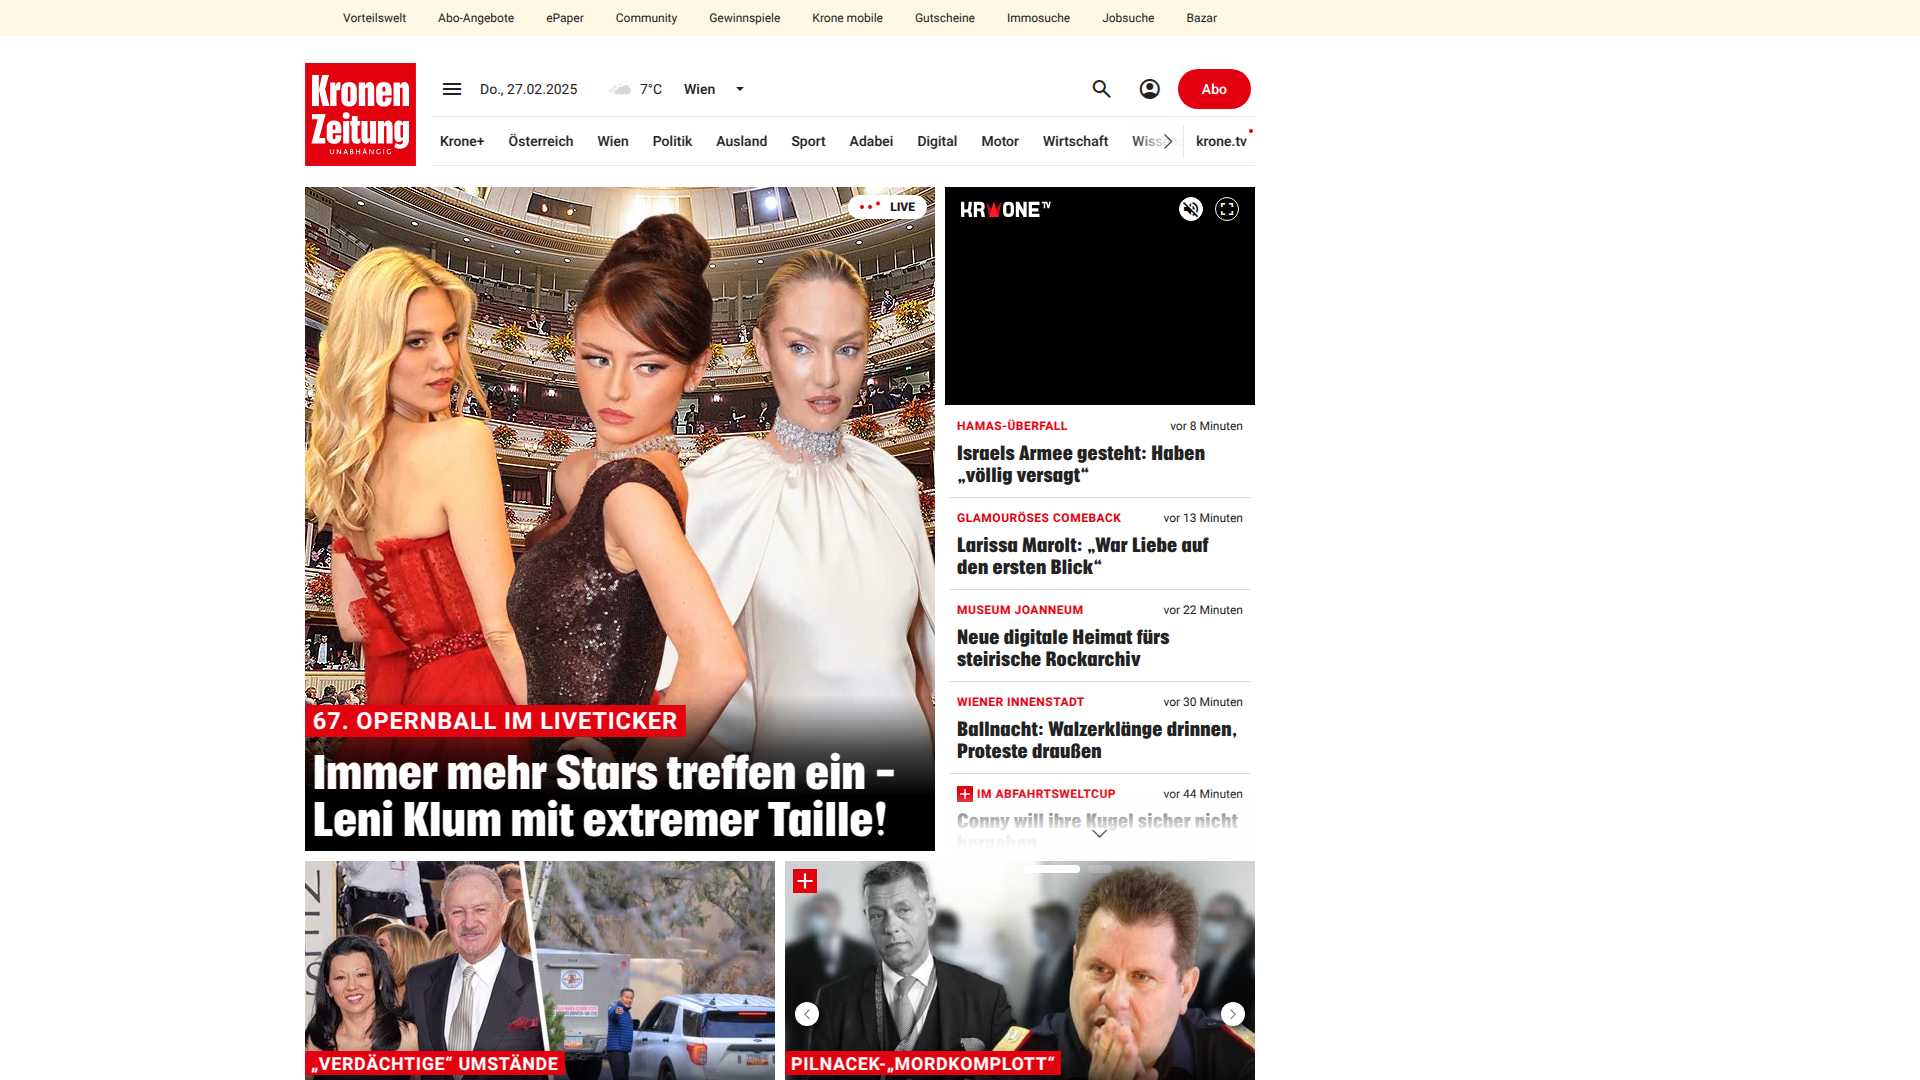 Vorteilswelt Abo-Angebote ePaper Community Gewinnspiele Krone mobile Gutscheine Immosuche Jobsuche Bazar
Kronen
Zeitung
UNABHÄNGIG
Do., 27.02.2025 7°C Wien
Abo
Krone+ Österreich Wien Politik Ausland Sport Adabei Digital Motor Wirtschaft krone.tv
LIVE
67. OPERNBALL IM LIVETICKER
Immer mehr Stars treffen ein –
Leni Klum mit extremer Taille!
KRONE TV
HAMAS-ÜBERFALL vor 8 Minuten
Israels Armee gesteht: Haben
„völlig versagt“
GLAMOURÖSES COMEBACK vor 13 Minuten
Larissa Marolt: „War Liebe auf
den ersten Blick“
MUSEUM JOANNEUM vor 22 Minuten
Neue digitale Heimat fürs
steirische Rockarchiv
WIENER INNENSTADT vor 30 Minuten
Ballnacht: Walzerklänge drinnen,
Proteste draußen
IM ABFAHRTSWELTCUP vor 44 Minuten
Conny will ihre Kugel sicher nicht
„VERDÄCHTIGE“ UMSTÄNDE
PILNACEK-„MORDKOMPLOTT“